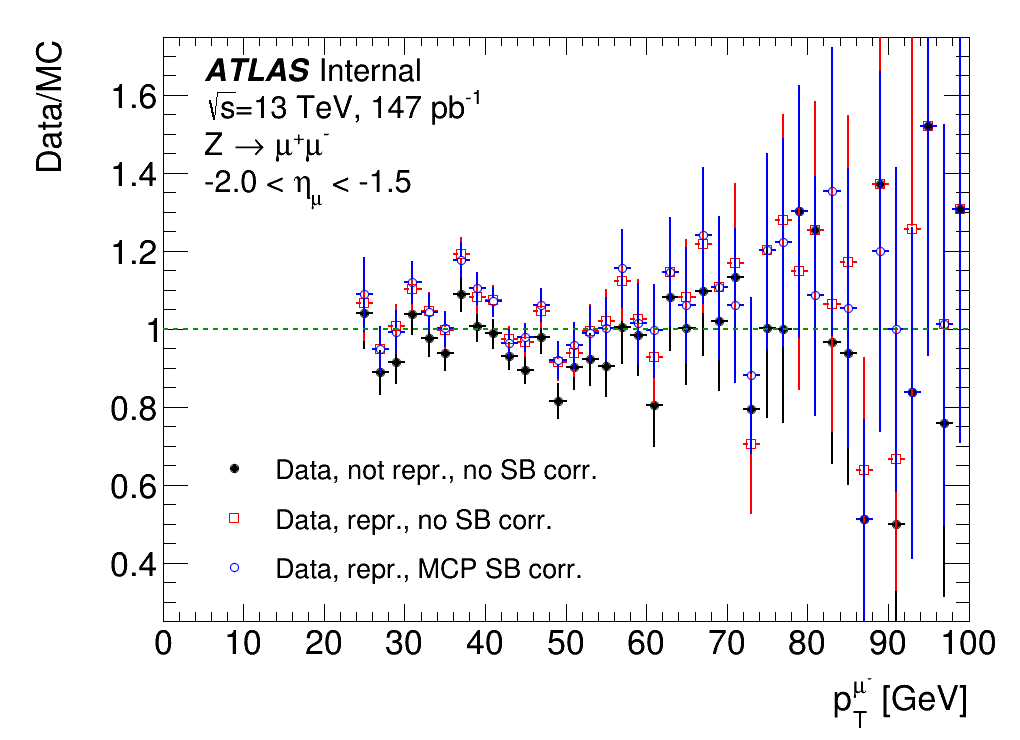 Data/MC
ATLAS Internal
√s=13 TeV, 147 pb⁻¹
Z → μ⁺μ⁻
-2.0 < η_μ < -1.5
1.6
1.4
1.2
1
0.8
0.6
0.4
Data, not repr., no SB corr.
Data, repr., no SB corr.
Data, repr., MCP SB corr.
0 10 20 30 40 50 60 70 80 90 100
p_T^μ⁻ [GeV]